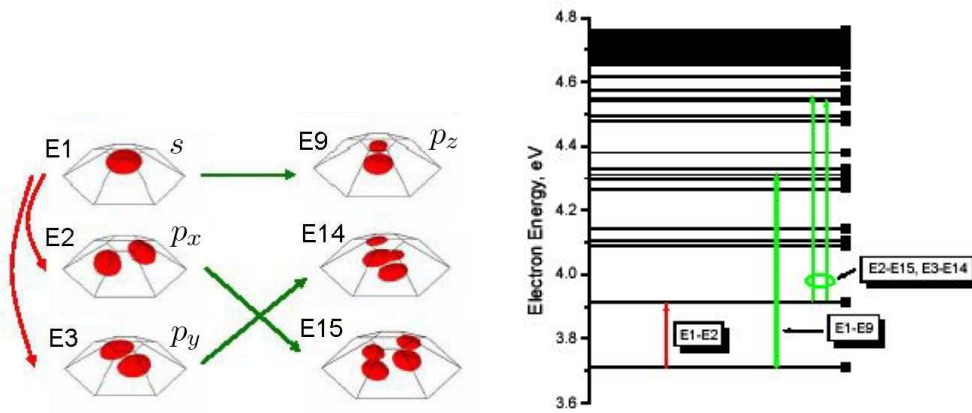 E1 s
E9 p_z
E2 p_x
E14
E3 p_y
E15
Electron Energy, eV
4.8
4.6
4.4
4.2
4.0
3.8
3.6
E2-E15, E3-E14
E1-E2
E1-E9